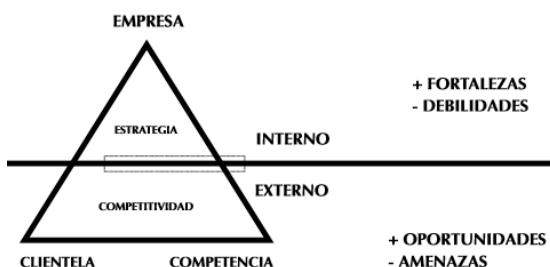 EMPRESA
+ FORTALEZAS
- DEBILIDADES
ESTRATEGIA
INTERNO
EXTERNO
COMPETITIVIDAD
+ OPORTUNIDADES
- AMENAZAS
CLIENTELA COMPETENCIA